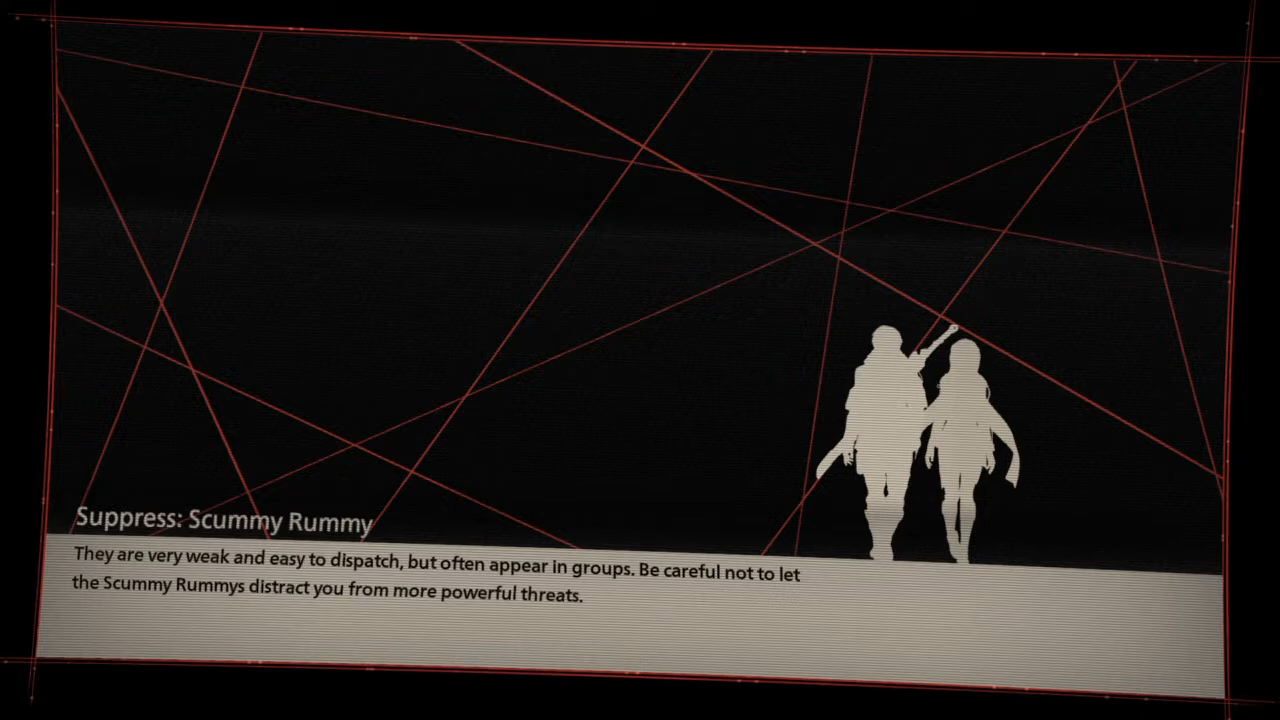 Suppress: Scummy Rummy
They are very weak and easy to dispatch, but often appear in groups. Be careful not to let
the Scummy Rummys distract you from more powerful threats.